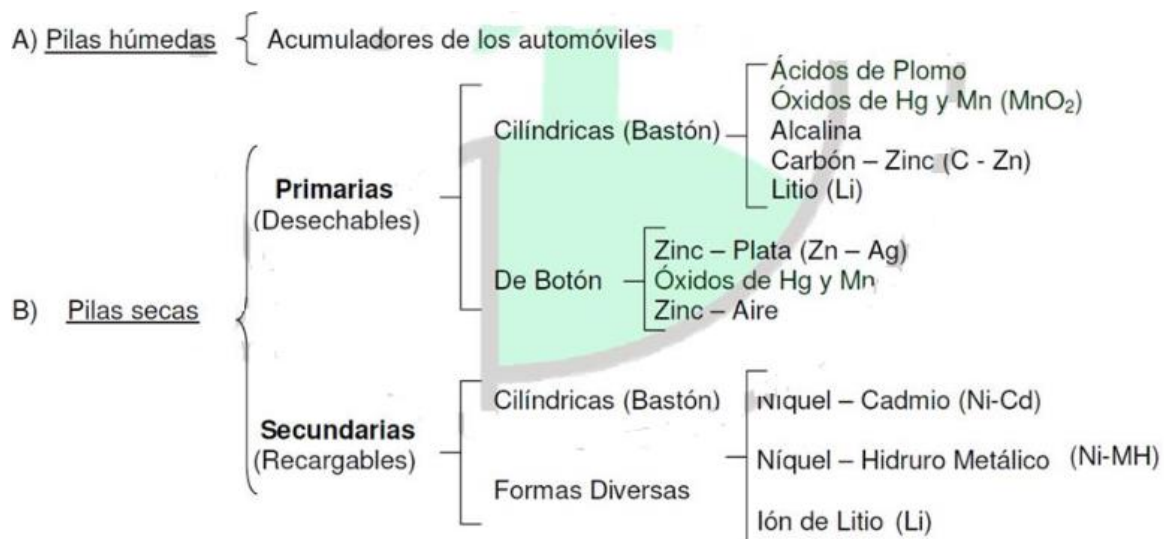 A) Pilas húmedas
Acumuladores de los automóviles
B) Pilas secas
Primarias
(Desechables)
Cilíndricas (Bastón)
Ácidos de Plomo
Óxidos de Hg y Mn (MnO₂)
Alcalina
Carbón – Zinc (C - Zn)
Litio (Li)
De Botón
Zinc – Plata (Zn – Ag)
Óxidos de Hg y Mn
Zinc – Aire
Secundarias
(Recargables)
Cilíndricas (Bastón)
Formas Diversas
Níquel – Cadmio (Ni-Cd)
Níquel – Hidruro Metálico (Ni-MH)
Ión de Litio (Li)